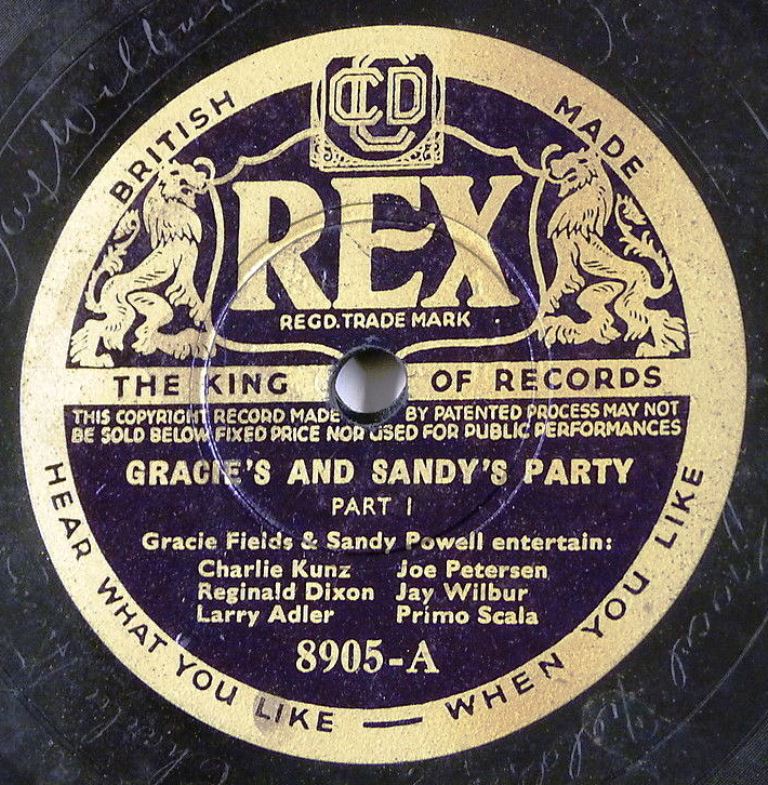 BRITISH MADE
CCD
REX
REGD. TRADE MARK
THE KING OF RECORDS
THIS COPYRIGHT RECORD MADE BY PATENTED PROCESS MAY NOT
BE SOLD BELOW FIXED PRICE NOR USED FOR PUBLIC PERFORMANCES
GRACIE'S AND SANDY'S PARTY
PART I
Gracie Fields & Sandy Powell entertain:
Charlie Kunz Joe Petersen
Reginald Dixon Jay Wilbur
Larry Adler Primo Scala
8905-A
HEAR WHAT YOU LIKE — WHEN YOU LIKE
Jay Wilbur